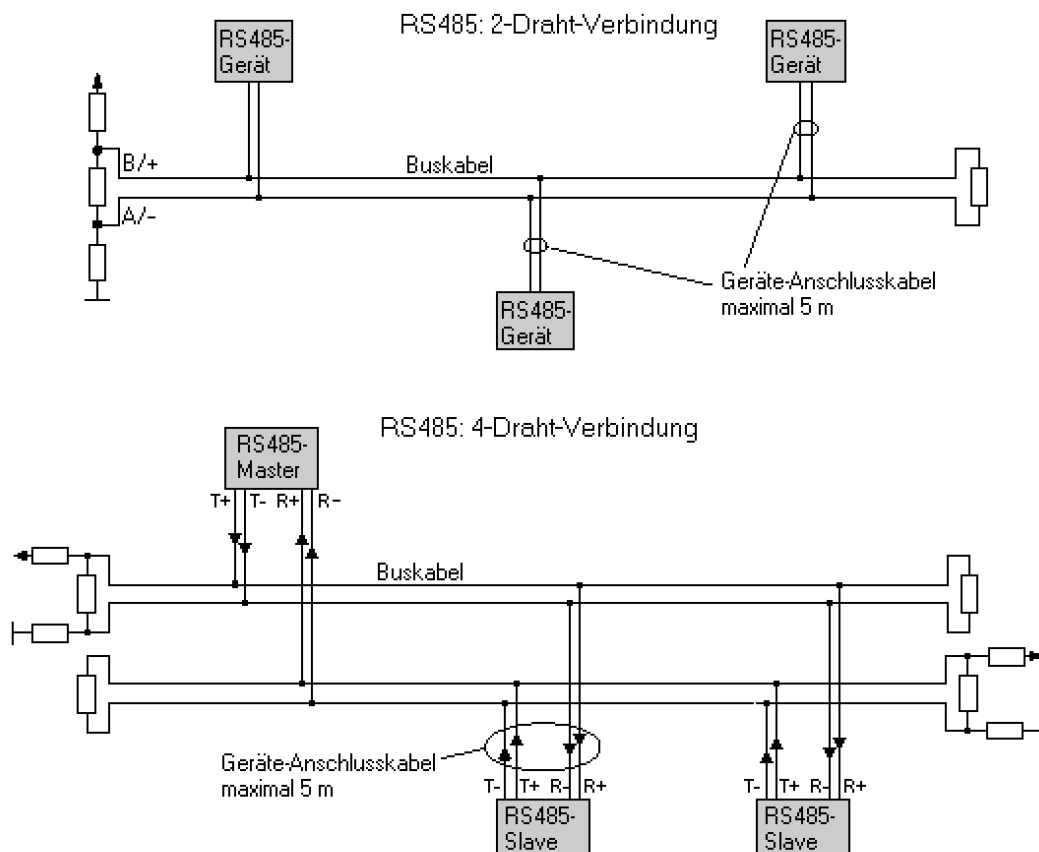 RS485: 2-Draht-Verbindung
RS485-
Gerät
RS485-
Gerät
B/+
Buskabel
A/-
Geräte-Anschlusskabel
maximal 5 m
RS485-
Gerät
RS485: 4-Draht-Verbindung
RS485-
Master
T+ T- R+ R-
Buskabel
Geräte-Anschlusskabel
maximal 5 m
T- T+ R- R+
T- T+ R- R+
RS485-
Slave
RS485-
Slave